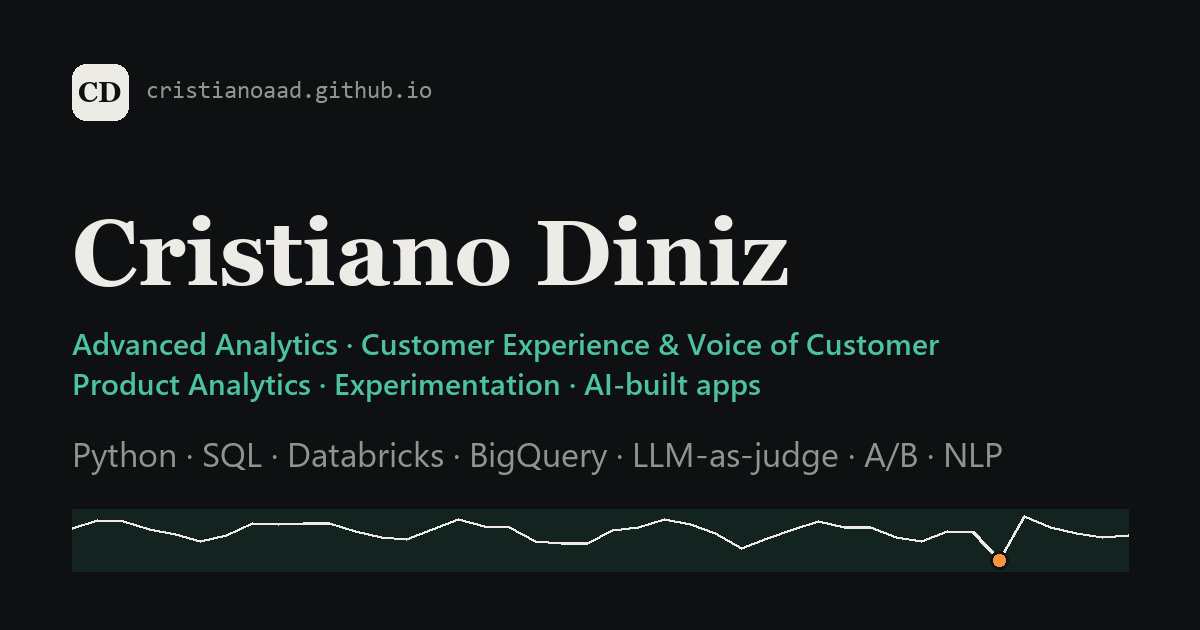 CD
cristianoaad.github.io
Cristiano Diniz
Advanced Analytics · Customer Experience & Voice of Customer
Product Analytics · Experimentation · AI-built apps
Python · SQL · Databricks · BigQuery · LLM-as-judge · A/B · NLP